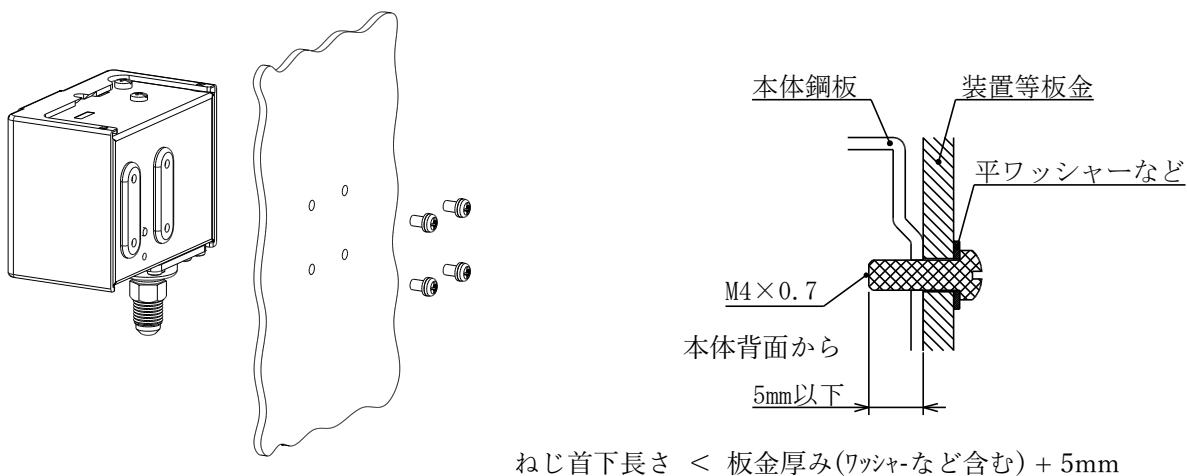 本体鋼板
装置等板金
平ワッシャーなど
M4×0.7
本体背面から
5mm以下
ねじ首下長さ < 板金厚み(ワッシャーなど含む) + 5mm